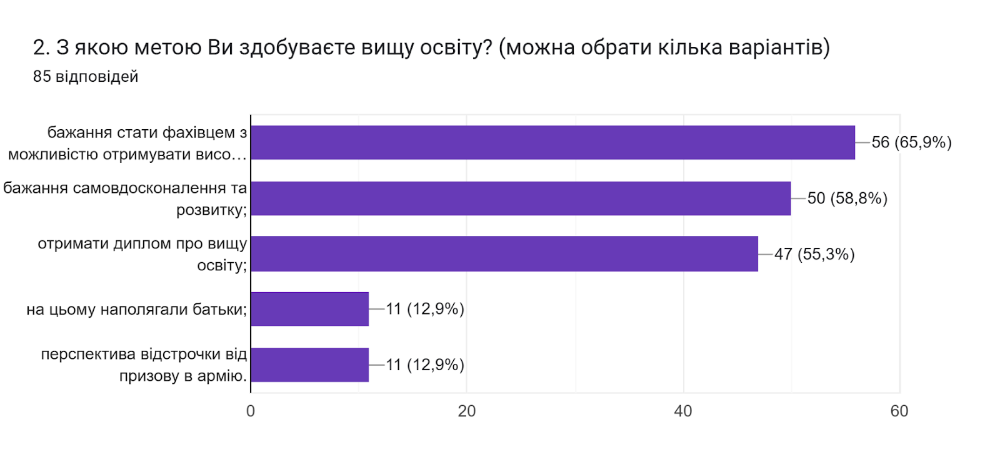 2. З якою метою Ви здобуваєте вищу освіту? (можна обрати кілька варіантів)
85 відповідей
бажання стати фахівцем з
можливістю отримувати висо…
56 (65,9%)
бажання самовдосконалення та
розвитку;
50 (58,8%)
отримати диплом про вищу
освіту;
47 (55,3%)
на цьому наполягали батьки;
11 (12,9%)
перспектива відстрочки від
призову в армію.
11 (12,9%)
0 20 40 60